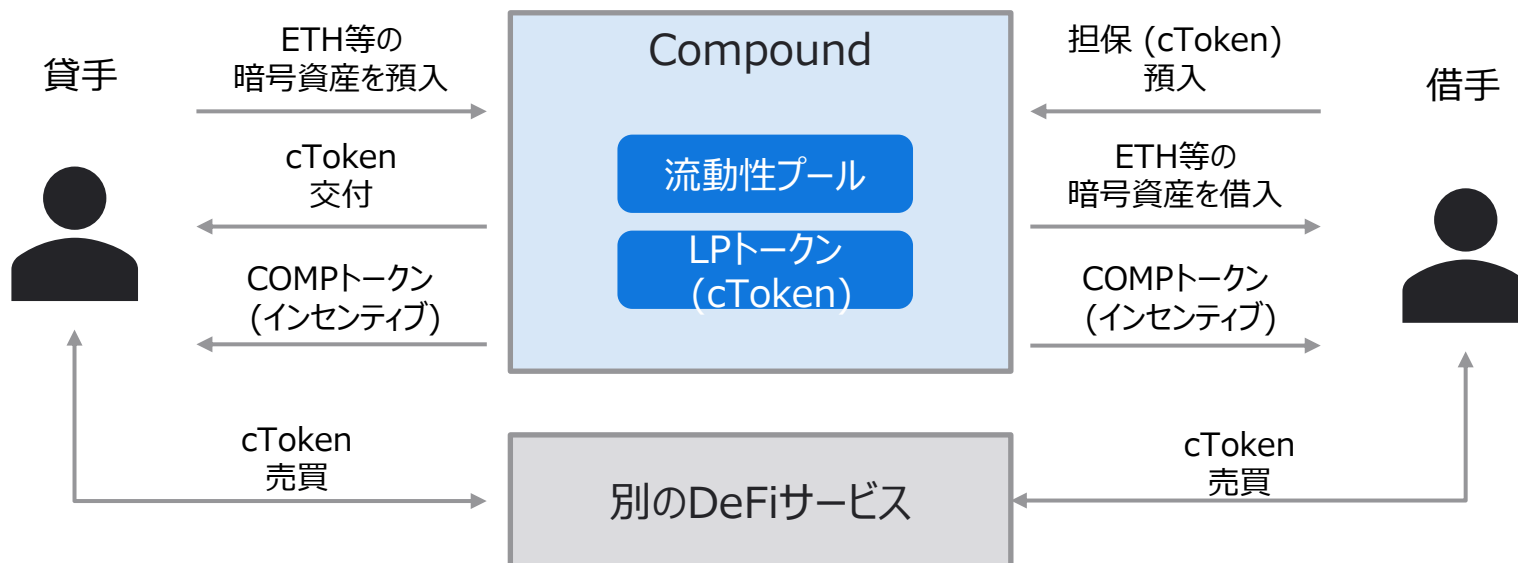 貸手
ETH等の
暗号資産を預入
cToken
交付
COMPトークン
(インセンティブ)
Compound
流動性プール
LPトークン
(cToken)
担保 (cToken)
預入
ETH等の
暗号資産を借入
COMPトークン
(インセンティブ)
借手
cToken
売買
別のDeFiサービス
cToken
売買